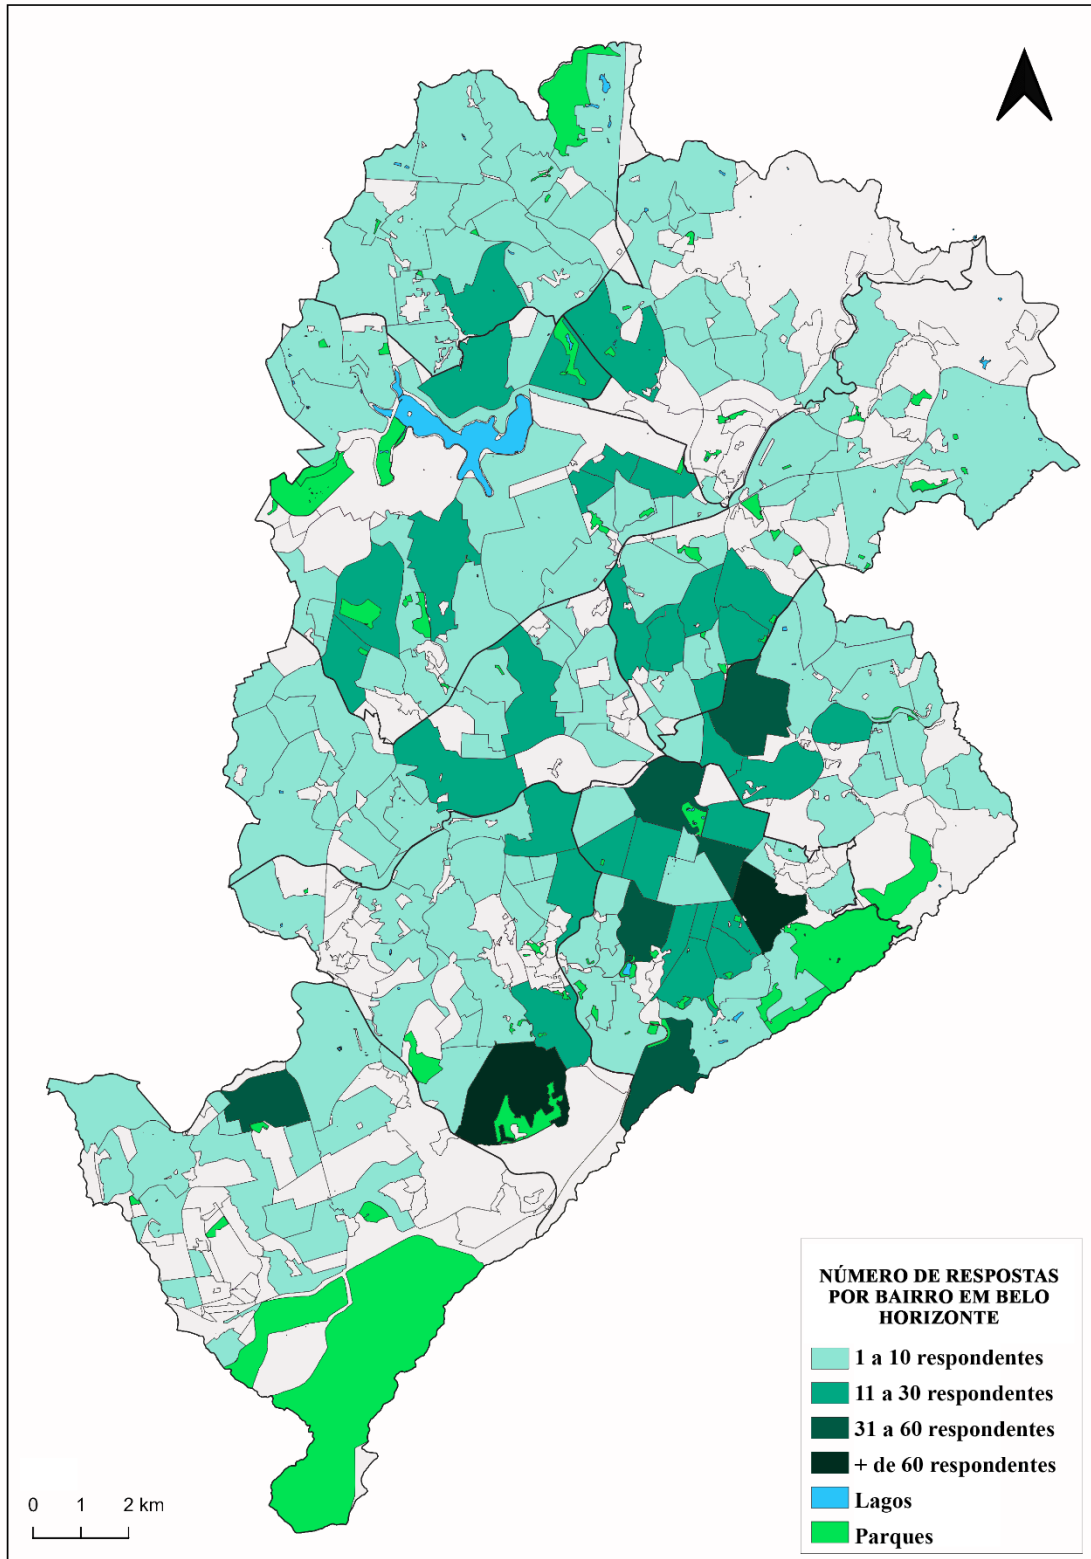 NÚMERO DE RESPOSTAS
POR BAIRRO EM BELO
HORIZONTE
1 a 10 respondentes
11 a 30 respondentes
31 a 60 respondentes
+ de 60 respondentes
Lagos
Parques
0 1 2 km